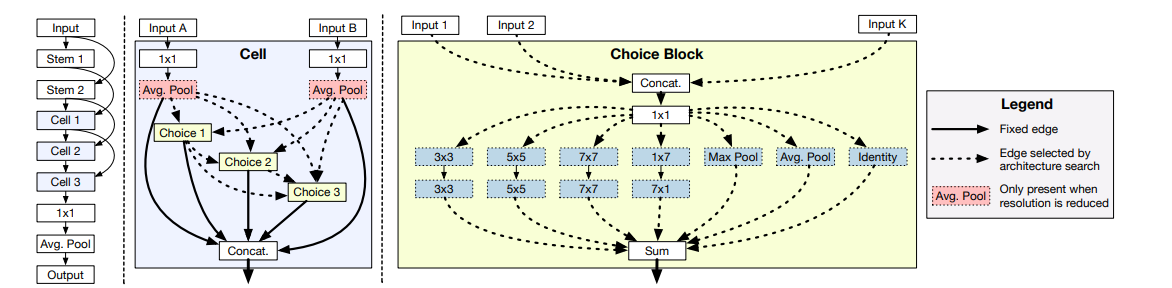 Input
Stem 1
Stem 2
Cell 1
Cell 2
Cell 3
1x1
Avg. Pool
Output
Input A
Input B
Cell
1x1
1x1
Avg. Pool
Avg. Pool
Choice 1
Choice 2
Choice 3
Concat.
Input 1
Input 2
Input K
Choice Block
Concat.
1x1
3x3
5x5
7x7
1x7
Max Pool
Avg. Pool
Identity
3x3
5x5
7x7
7x1
Sum
Legend
Fixed edge
Edge selected by
architecture search
Avg. Pool
Only present when
resolution is reduced